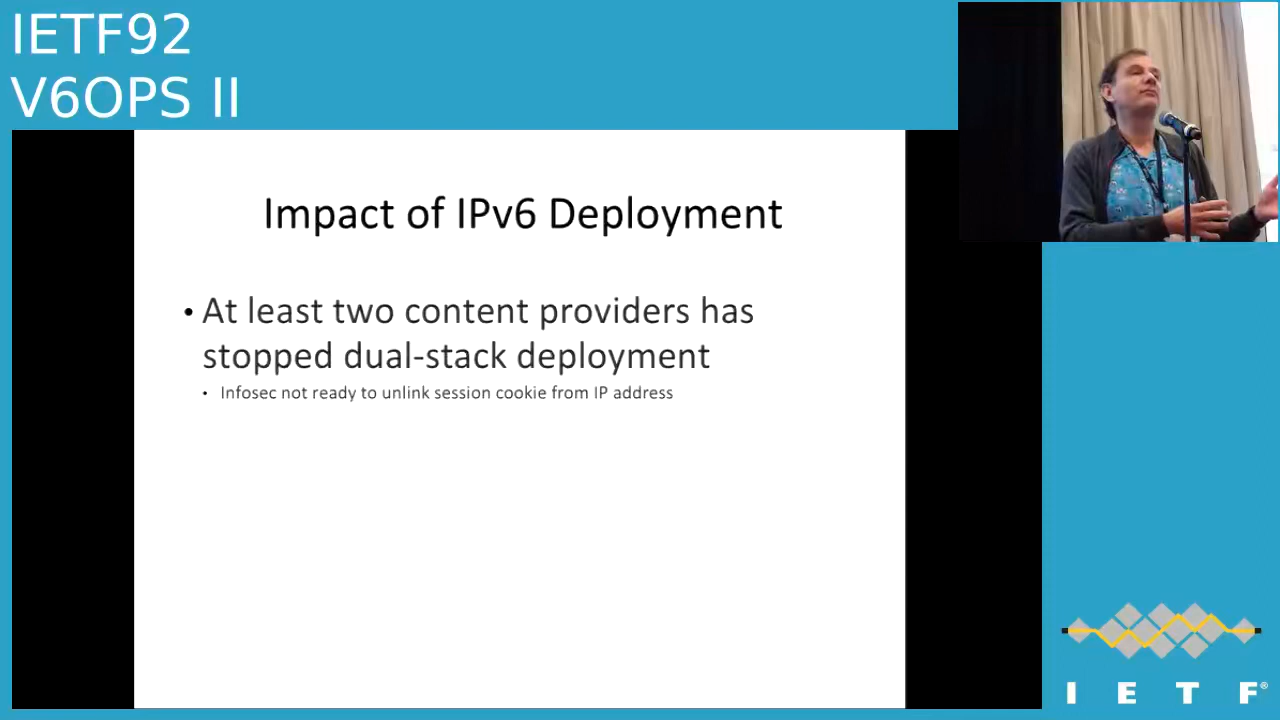 IETF92
V6OPS II
Impact of IPv6 Deployment
• At least two content providers has
stopped dual-stack deployment
• Infosec not ready to unlink session cookie from IP address
I E T F®